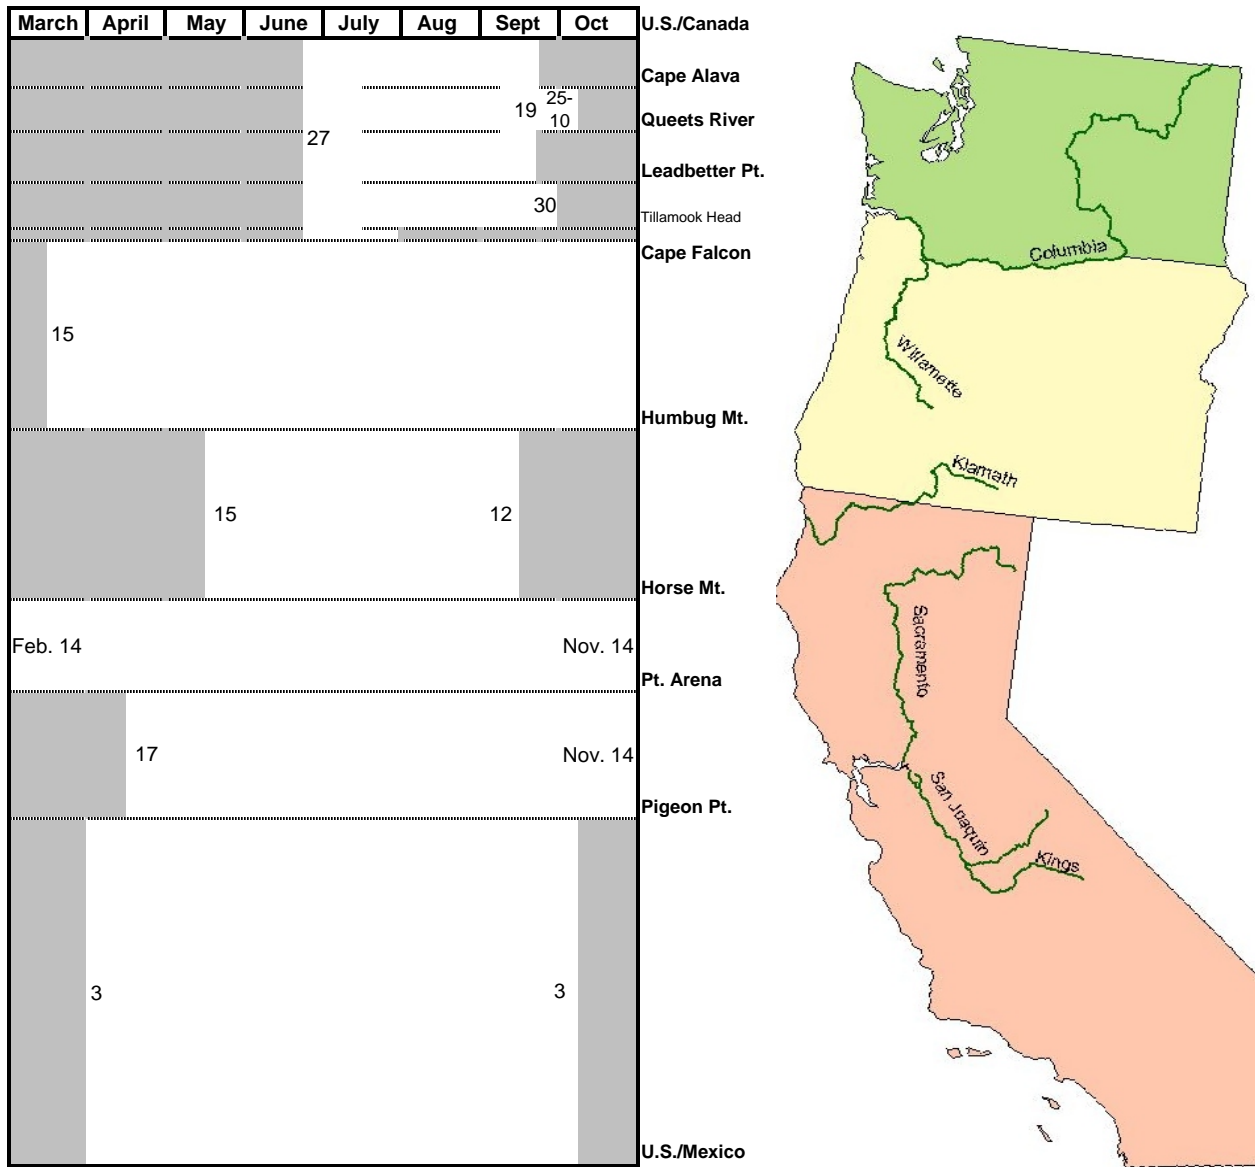 March April May June July Aug Sept Oct
U.S./Canada
Cape Alava
19
25-
10
Queets River
27
Leadbetter Pt.
30
Tillamook Head
Cape Falcon
15
Humbug Mt.
15
12
Horse Mt.
Feb. 14
Nov. 14
Pt. Arena
17
Nov. 14
Pigeon Pt.
3
3
U.S./Mexico
Columbia
Willamette
Klamath
Sacramento
San Joaquin
Kings